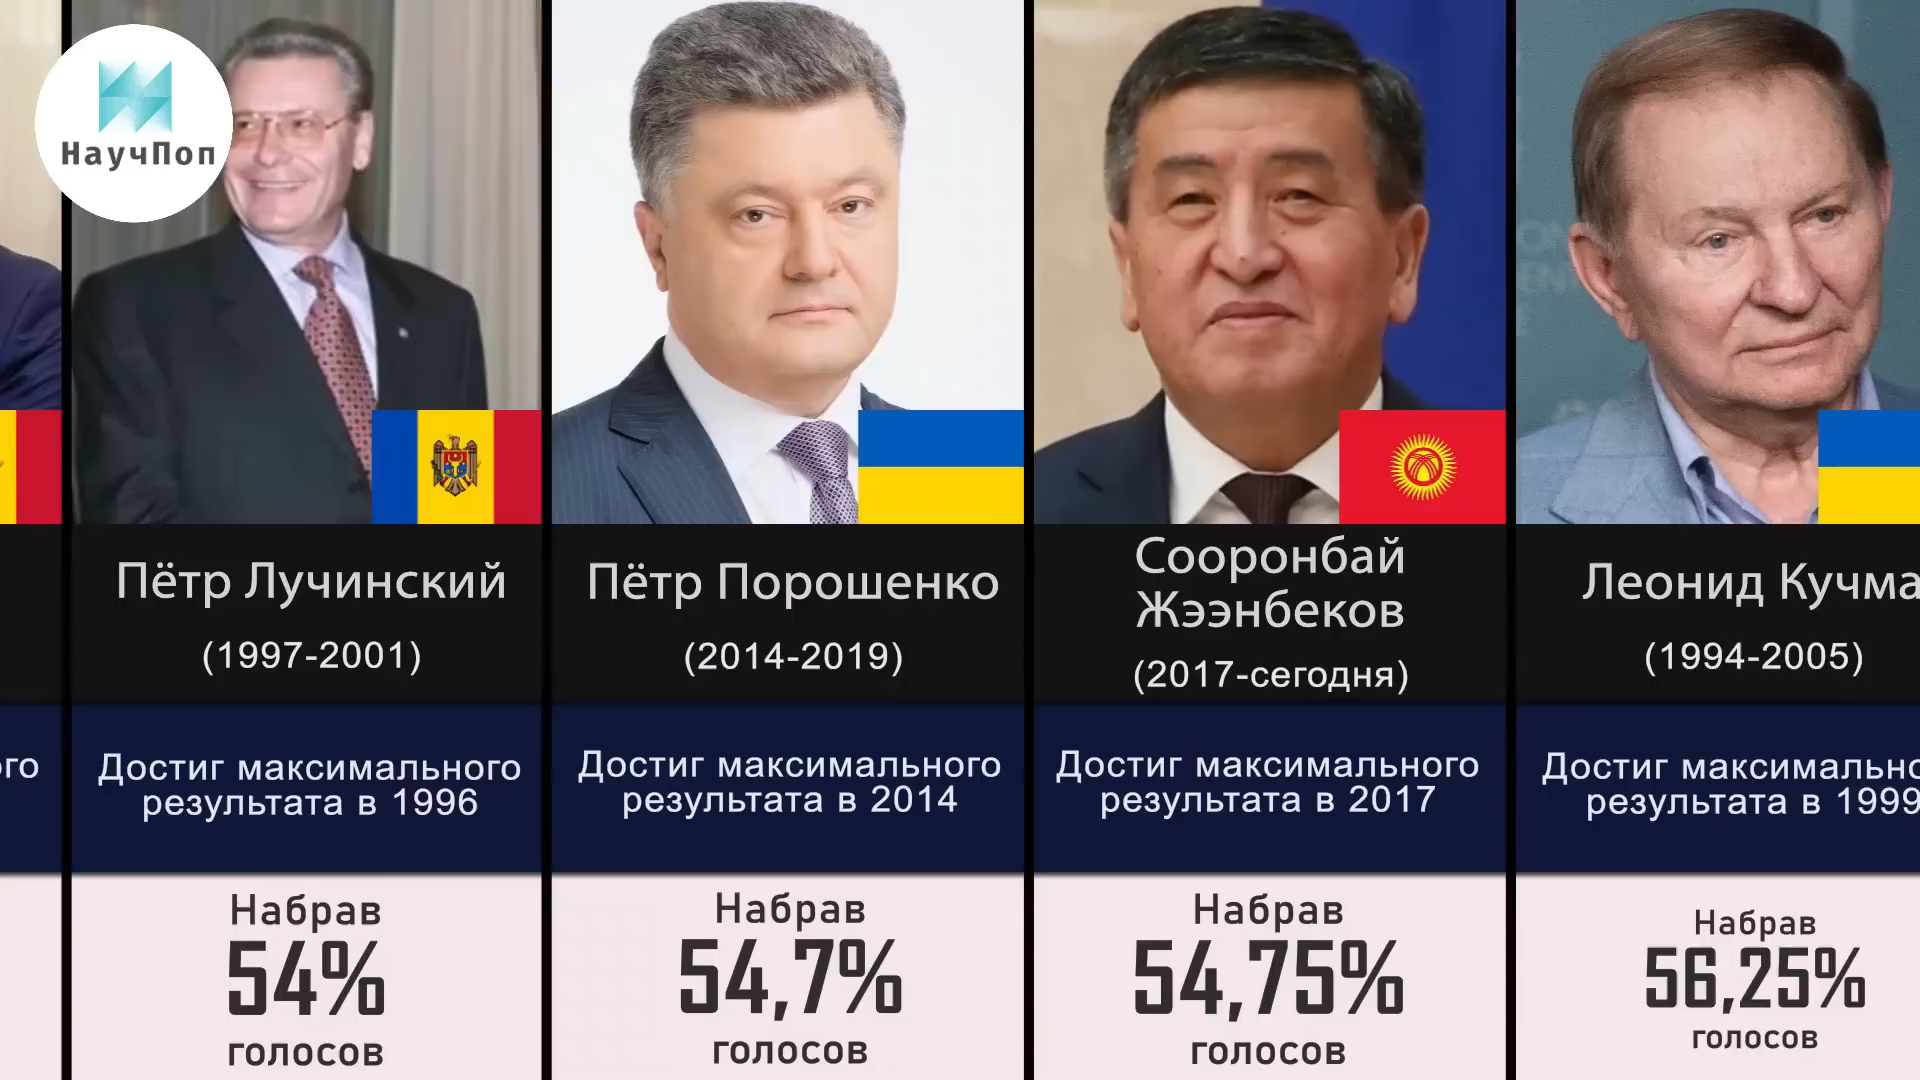 НаучПоп
Пётр Лучинский
(1997-2001)
Достиг максимального
результата в 1996
Набрав
54%
голосов
Пётр Порошенко
(2014-2019)
Достиг максимального
результата в 2014
Набрав
54,7%
голосов
Сооронбай
Жээнбеков
(2017-сегодня)
Достиг максимального
результата в 2017
Набрав
54,75%
голосов
Леонид Кучма
(1994-2005)
Достиг максимально
результата в 1999
Набрав
56,25%
голосов